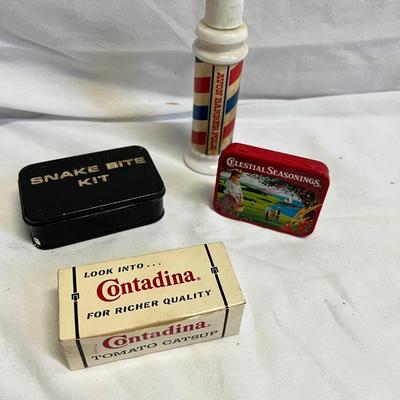 AVON BARBER POLE
SNAKE BITE
KIT
CELESTIAL SEASONINGS
LOOK INTO...
Contadina®
FOR RICHER QUALITY
Contadina®
TOMATO CATSUP